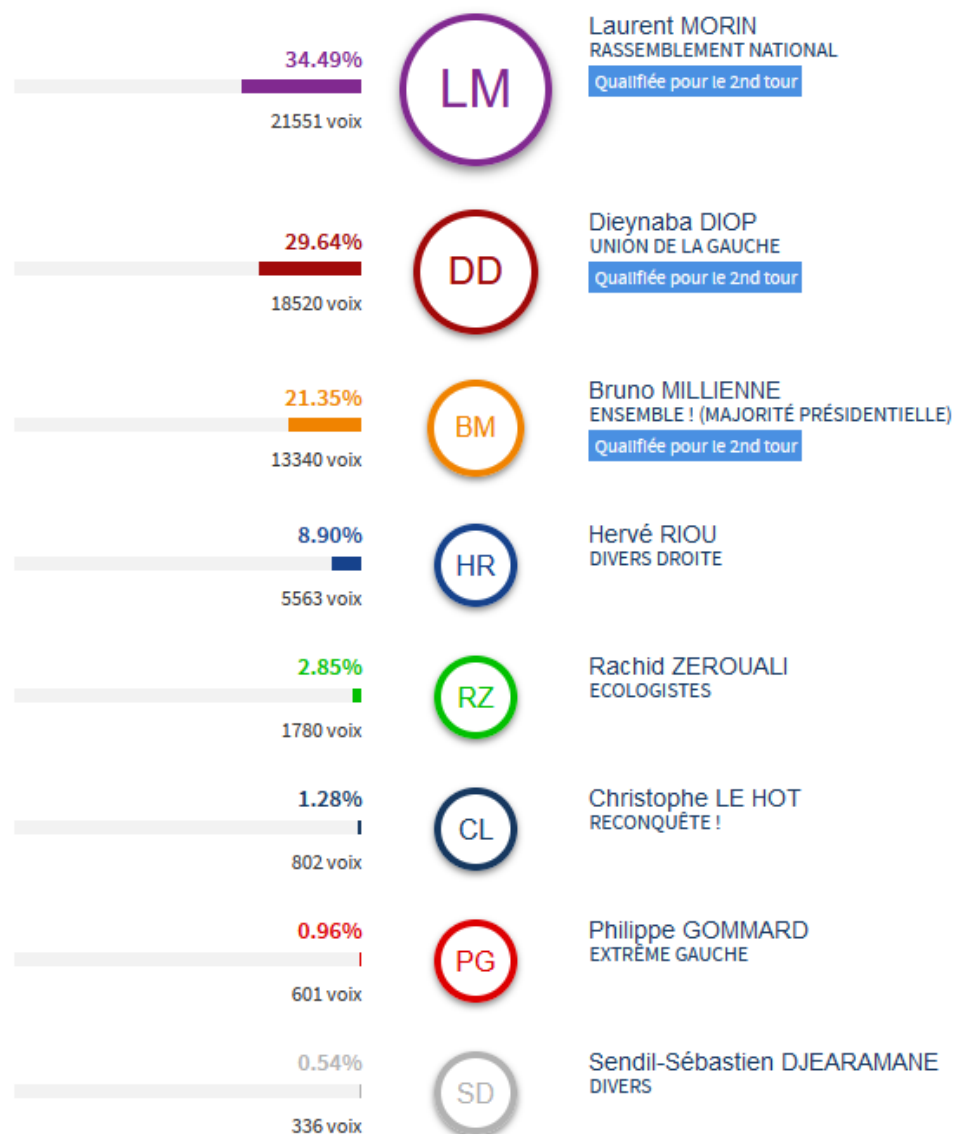 34.49%
21551 voix
LM
Laurent MORIN
RASSEMBLEMENT NATIONAL
Qualifiée pour le 2nd tour
29.64%
18520 voix
DD
Dieynaba DIOP
UNION DE LA GAUCHE
Qualifiée pour le 2nd tour
21.35%
13340 voix
BM
Bruno MILLIENNE
ENSEMBLE ! (MAJORITÉ PRÉSIDENTIELLE)
Qualifiée pour le 2nd tour
8.90%
5563 voix
HR
Hervé RIOU
DIVERS DROITE
2.85%
1780 voix
RZ
Rachid ZEROUALI
ECOLOGISTES
1.28%
802 voix
CL
Christophe LE HOT
RECONQUÊTE !
0.96%
601 voix
PG
Philippe GOMMARD
EXTRÊME GAUCHE
0.54%
336 voix
SD
Sendil-Sébastien DJEARAMANE
DIVERS